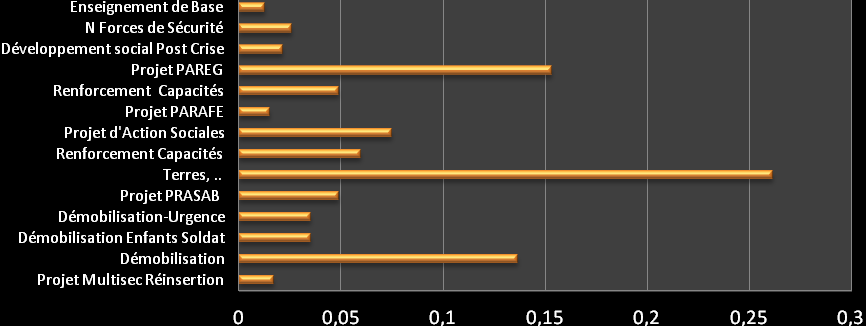 Enseignement de Base
N Forces de Sécurité
Développement social Post Crise
Projet PAREG
Renforcement  Capacités
Projet PARAFE
Projet d'Action Sociales
Renforcement Capacités
Terres, ..
Projet PRASAB
Démobilisation-Urgence
Démobilisation Enfants Soldat
Démobilisation
Projet Multisec Réinsertion
0 0,05 0,1 0,15 0,2 0,25 0,3